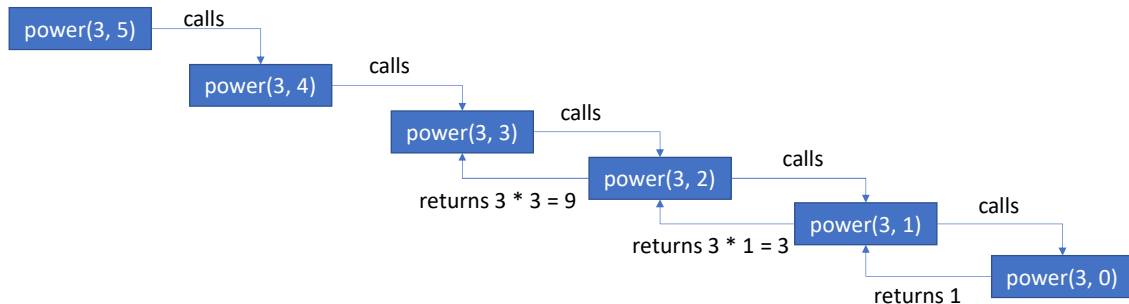 power(3, 5)
calls
power(3, 4)
calls
power(3, 3)
calls
power(3, 2)
calls
returns 3 * 3 = 9
power(3, 1)
calls
returns 3 * 1 = 3
power(3, 0)
returns 1